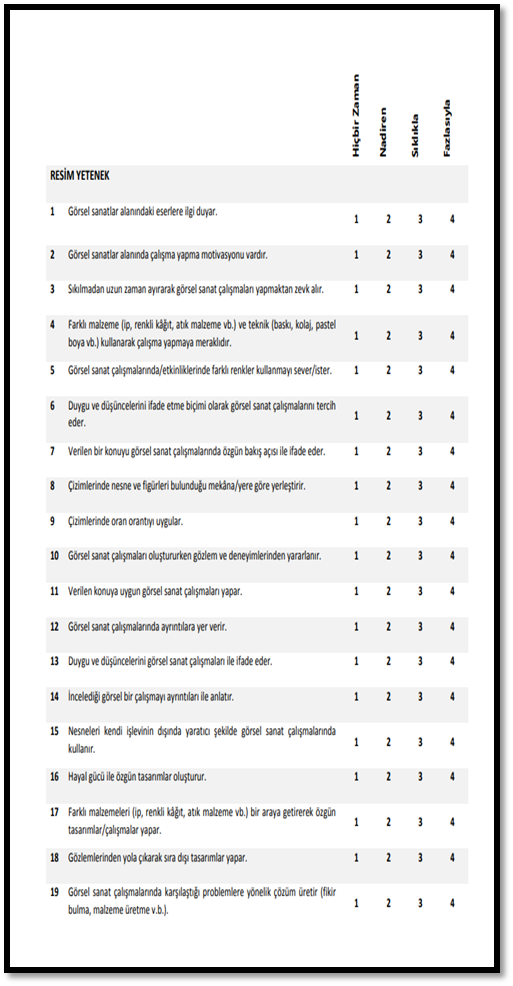 Hiçbir Zaman
Nadiren
Sıklıkla
Fazlasıyla
RESİM YETENEK
1 Görsel sanatlar alanındaki eserlere ilgi duyar. 1 2 3 4
2 Görsel sanatlar alanında çalışma yapma motivasyonu vardır. 1 2 3 4
3 Sıkılmadan uzun zaman ayırarak görsel sanat çalışmaları yapmaktan zevk alır. 1 2 3 4
4 Farklı malzeme (ip, renkli kâğıt, atık malzeme vb.) ve teknik (baskı, kolaj, pastel
boya vb.) kullanarak çalışma yapmaya meraklıdır. 1 2 3 4
5 Görsel sanat çalışmalarında/etkinliklerinde farklı renkler kullanmayı sever/ister. 1 2 3 4
6 Duygu ve düşüncelerini ifade etme biçimi olarak görsel sanat çalışmalarını tercih
eder. 1 2 3 4
7 Verilen bir konuyu görsel sanat çalışmalarında özgün bakış açısı ile ifade eder. 1 2 3 4
8 Çizimlerinde nesne ve figürleri bulunduğu mekâna/yere göre yerleştirir. 1 2 3 4
9 Çizimlerinde oran orantıyı uygular. 1 2 3 4
10 Görsel sanat çalışmaları oluştururken gözlem ve deneyimlerinden yararlanır. 1 2 3 4
11 Verilen konuya uygun görsel sanat çalışmaları yapar. 1 2 3 4
12 Görsel sanat çalışmalarında ayrıntılara yer verir. 1 2 3 4
13 Duygu ve düşüncelerini görsel sanat çalışmaları ile ifade eder. 1 2 3 4
14 İncelediği görsel bir çalışmayı ayrıntıları ile anlatır. 1 2 3 4
15 Nesneleri kendi işlevinin dışında yaratıcı şekilde görsel sanat çalışmalarında
kullanır. 1 2 3 4
16 Hayal gücü ile özgün tasarımlar oluşturur. 1 2 3 4
17 Farklı malzemeleri (ip, renkli kâğıt, atık malzeme vb.) bir araya getirerek özgün
tasarımlar/çalışmalar yapar. 1 2 3 4
18 Gözlemlerinden yola çıkarak sıra dışı tasarımlar yapar. 1 2 3 4
19 Görsel sanat çalışmalarında karşılaştığı problemlere yönelik çözüm üretir (fikir
bulma, malzeme üretme v.b.). 1 2 3 4